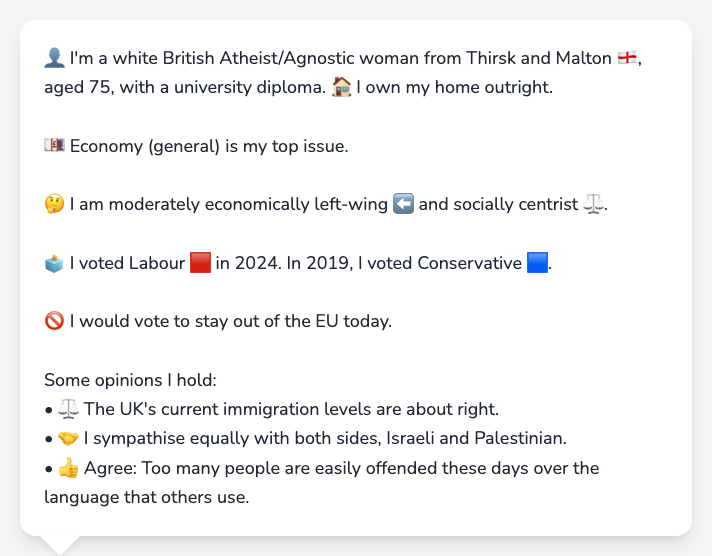 👤 I'm a white British Atheist/Agnostic woman from Thirsk and Malton 🏴󠁧󠁢󠁥󠁮󠁧󠁿,
aged 75, with a university diploma. 🏠 I own my home outright.
💷 Economy (general) is my top issue.
🤔 I am moderately economically left-wing ⬅️ and socially centrist ⚖️.
🗳️ I voted Labour 🟥 in 2024. In 2019, I voted Conservative 🟦.
🚫 I would vote to stay out of the EU today.
Some opinions I hold:
• ⚖️ The UK's current immigration levels are about right.
• 🤝 I sympathise equally with both sides, Israeli and Palestinian.
• 👍 Agree: Too many people are easily offended these days over the
language that others use.